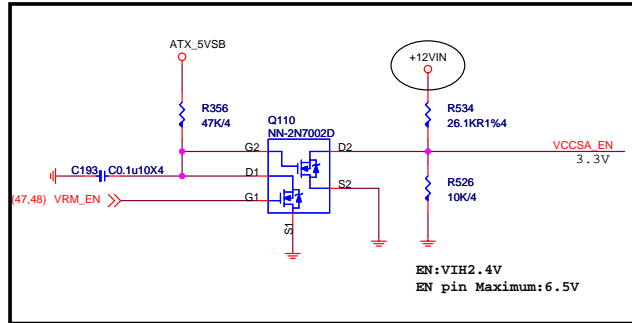 ATX_5VSB
+12VIN
R356
47K/4
Q110
NN-2N7002D
R534
26.1KR1%4
G2
D2
VCCSA_EN
3.3V
C193
C0.1u10X4
D1
S2
R526
10K/4
(47,48) VRM_EN
G1
S1
EN:VIH2.4V
EN pin Maximum:6.5V